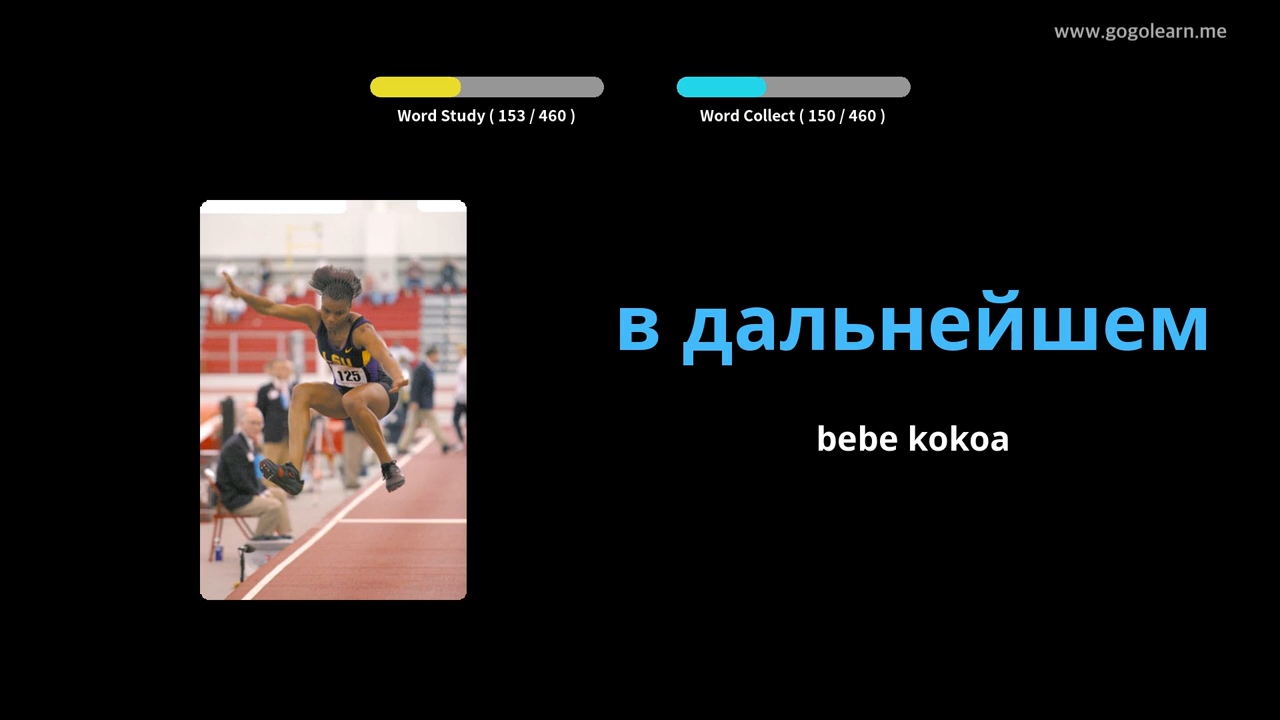 www.gogolearn.me
Word Study ( 153 / 460 )
Word Collect ( 150 / 460 )
LSU
125
в дальнейшем
bebe kokoa